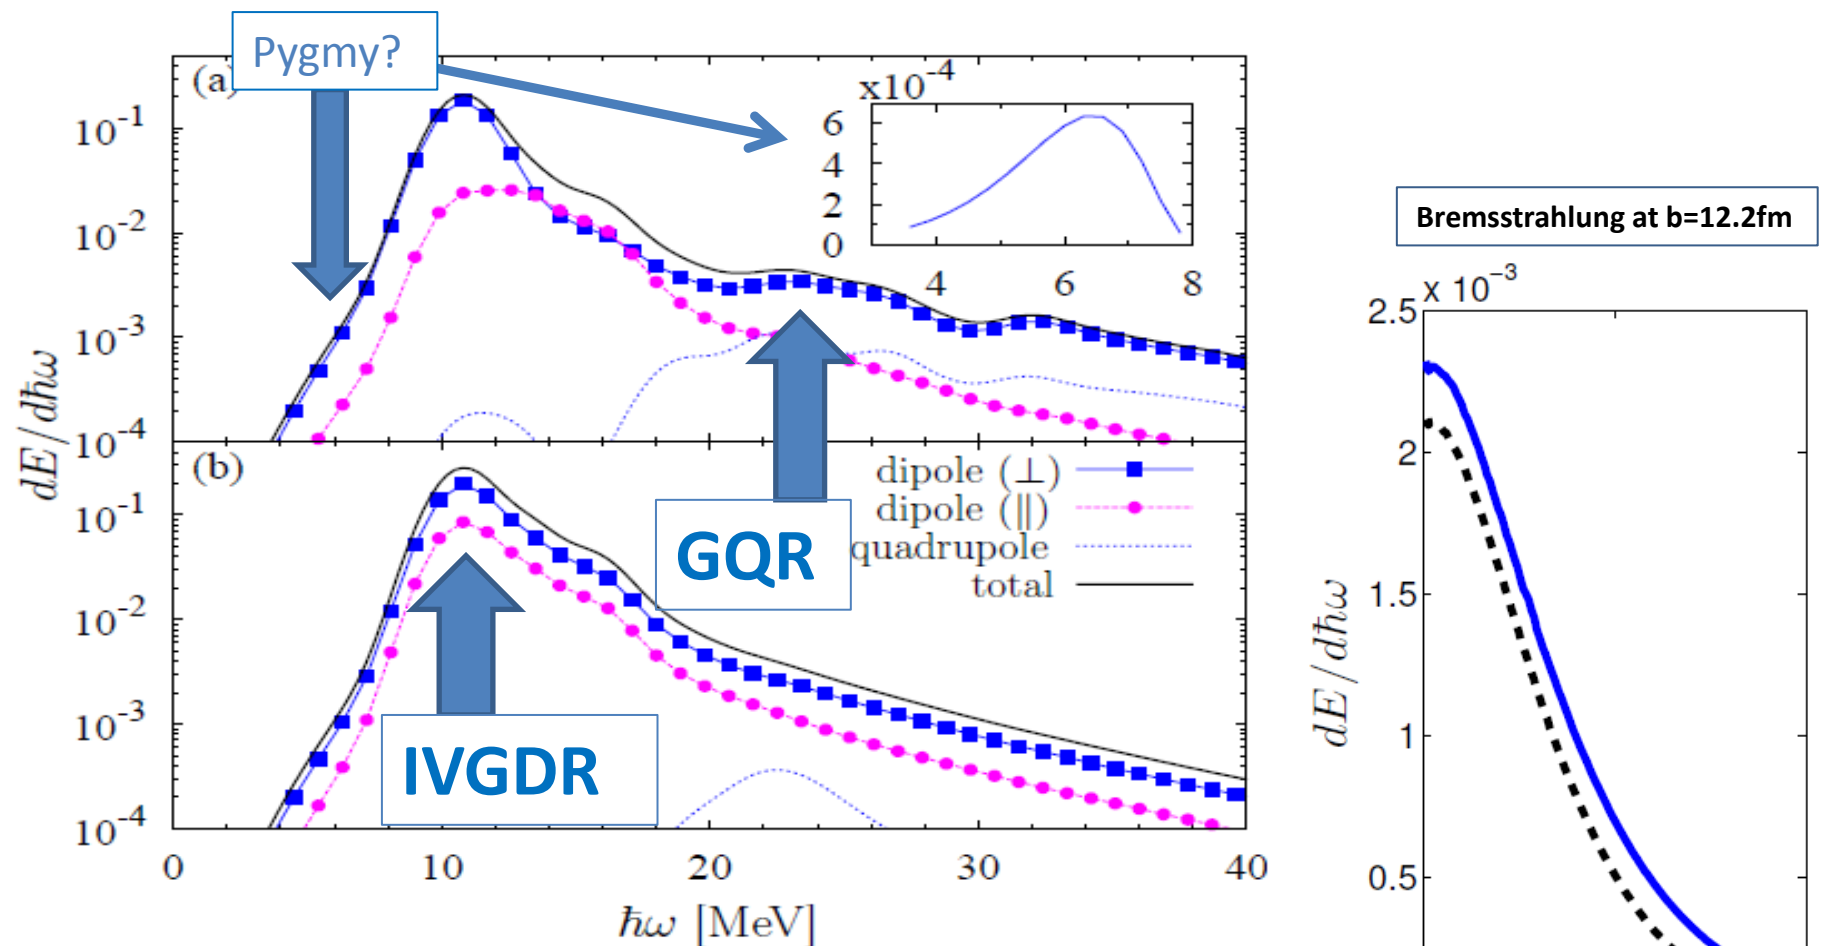 Pygmy?
(a)
x10⁻⁴
6
4
2
0
4
6
8
10⁻¹
10⁻²
10⁻³
10⁻⁴
dE/dℏω
(b)
10⁰
10⁻¹
10⁻²
10⁻³
10⁻⁴
dipole (⊥)
dipole (||)
quadrupole
total
GQR
IVGDR
0
10
20
30
40
ℏω [MeV]
Bremsstrahlung at b=12.2fm
x 10⁻³
2.5
2
1.5
1
0.5
dE/dℏω